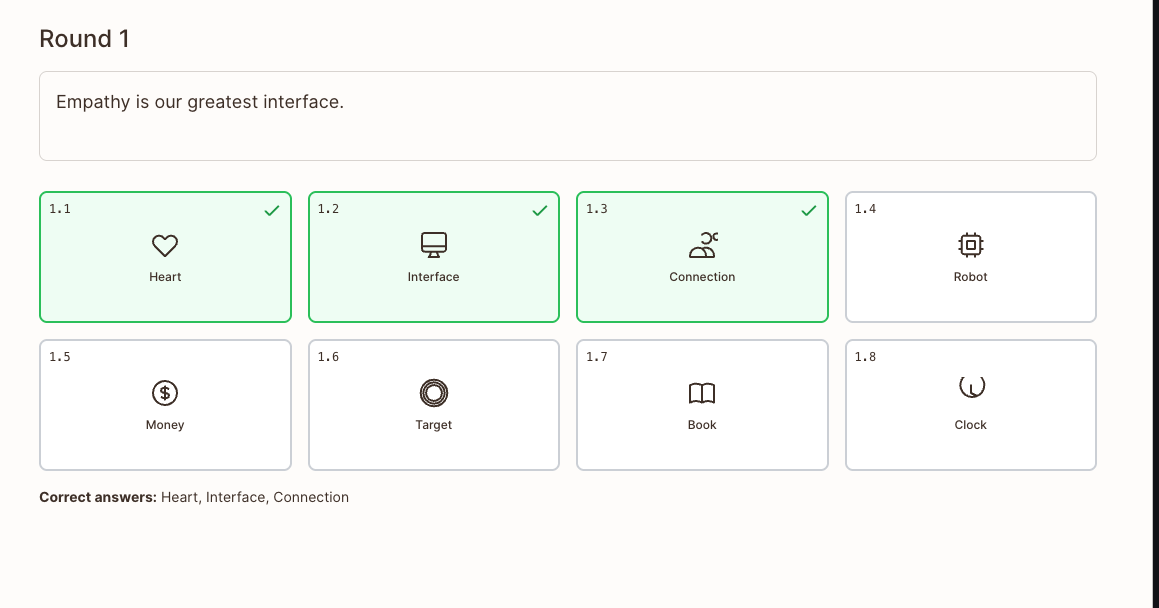 Round 1
Empathy is our greatest interface.
1.1
Heart
1.2
Interface
1.3
Connection
1.4
Robot
1.5
Money
1.6
Target
1.7
Book
1.8
Clock
Correct answers: Heart, Interface, Connection